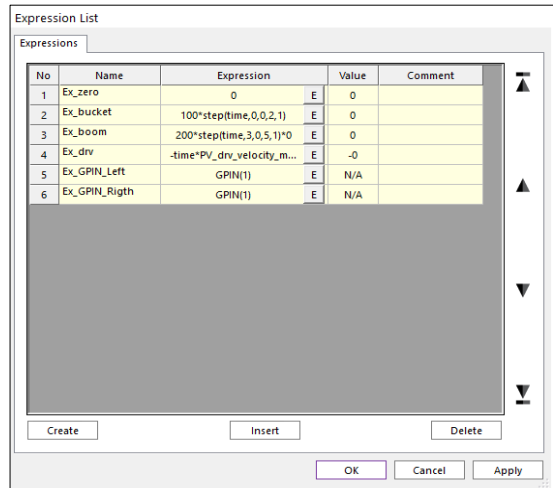 Expression List
Expressions
No Name Expression Value Comment
1 Ex_zero 0 E 0
2 Ex_bucket 100*step(time,0,0,2,1) E 0
3 Ex_boom 200*step(time,3,0,5,1)*0 E 0
4 Ex_drv -time*PV_drv_velocity_m... E -0
5 Ex_GPIN_Left GPIN(1) E N/A
6 Ex_GPIN_Rigth GPIN(1) E N/A
Create Insert Delete
OK Cancel Apply